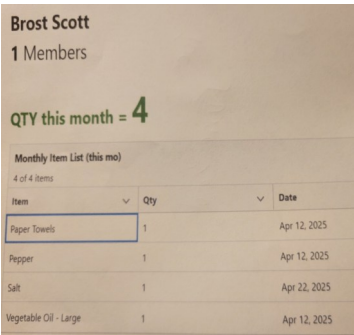 Brost Scott
1 Members
QTY this month = 4
Monthly Item List (this mo)
4 of 4 items
Item Qty Date
Paper Towels 1 Apr 12, 2025
Pepper 1 Apr 12, 2025
Salt 1 Apr 22, 2025
Vegetable Oil - Large 1 Apr 12, 2025